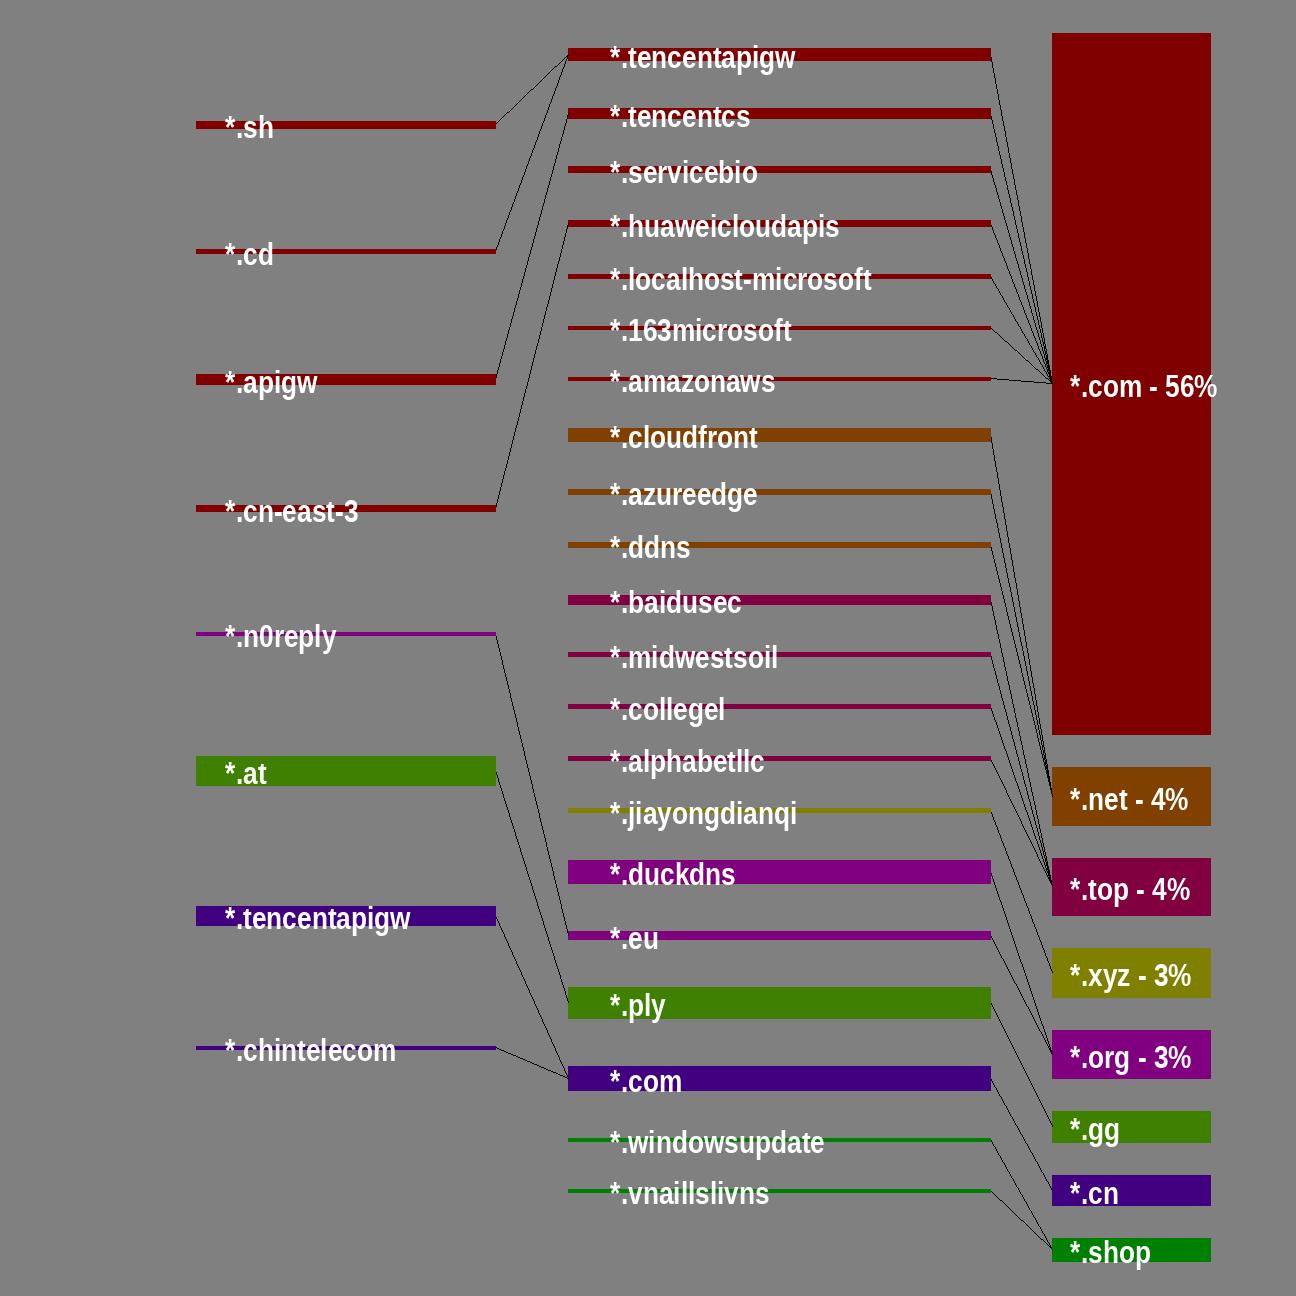 *.sh
*.cd
*.apigw
*.cn-east-3
*.n0reply
*.at
*.tencentapigw
*.chintelecom
*.tencentapigw
*.tencentcs
*.servicebio
*.huaweicloudapis
*.localhost-microsoft
*.163microsoft
*.amazonaws
*.cloudfront
*.azureedge
*.ddns
*.baidusec
*.midwestsoil
*.collegel
*.alphabetllc
*.jiayongdianqi
*.duckdns
*.eu
*.ply
*.com
*.windowsupdate
*.vnaillslivns
*.com - 56%
*.net - 4%
*.top - 4%
*.xyz - 3%
*.org - 3%
*.gg
*.cn
*.shop